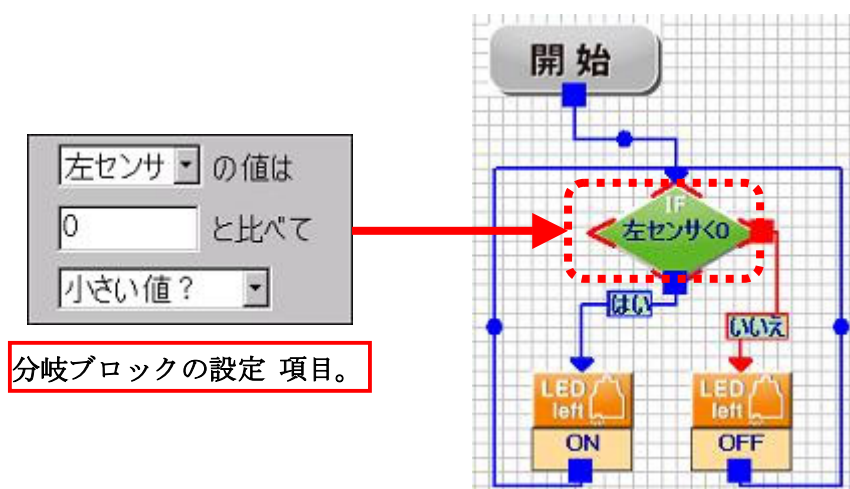 左センサ の値は
0 と比べて
小さい値?
分岐ブロックの設定 項目。
開始
IF
左センサ<0
はい
いいえ
LED
left
ON
LED
left
OFF